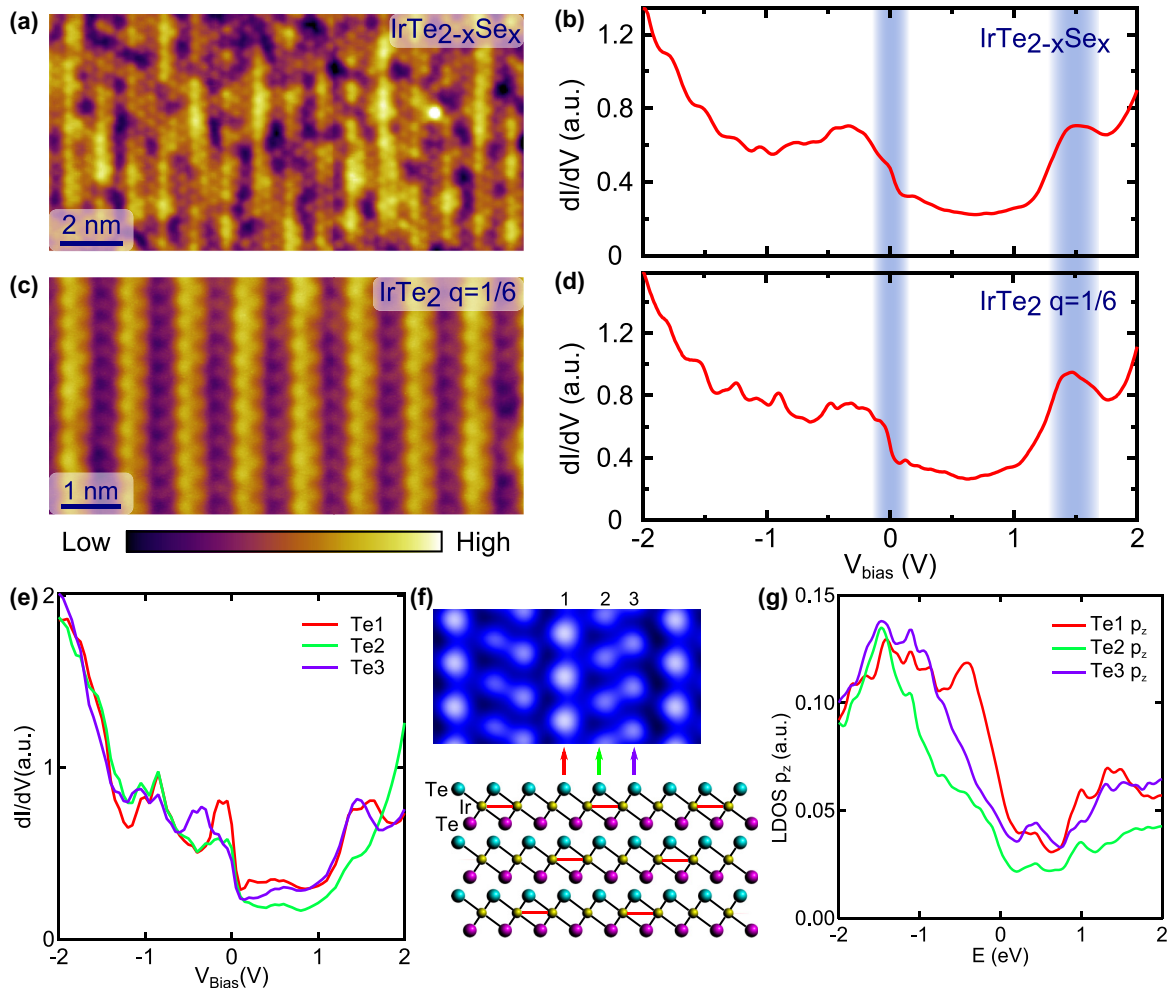 (a)
IrTe2-xSex
2 nm
(b)
IrTe2-xSex
1.2
0.8
0.4
0
dI/dV (a.u.)
(c)
IrTe2 q=1/6
1 nm
Low High
(d)
IrTe2 q=1/6
1.2
0.8
0.4
0
dI/dV (a.u.)
-2 -1 0 1 2
Vbias (V)
(e)
2
1
0
dI/dV(a.u.)
Te1
Te2
Te3
-2 -1 0 1 2
VBias(V)
(f)
1 2 3
Te
Ir
Te
(g)
0.15
0.10
0.05
0.00
LDOS pz (a.u.)
Te1 pz
Te2 pz
Te3 pz
-2 -1 0 1 2
E (eV)